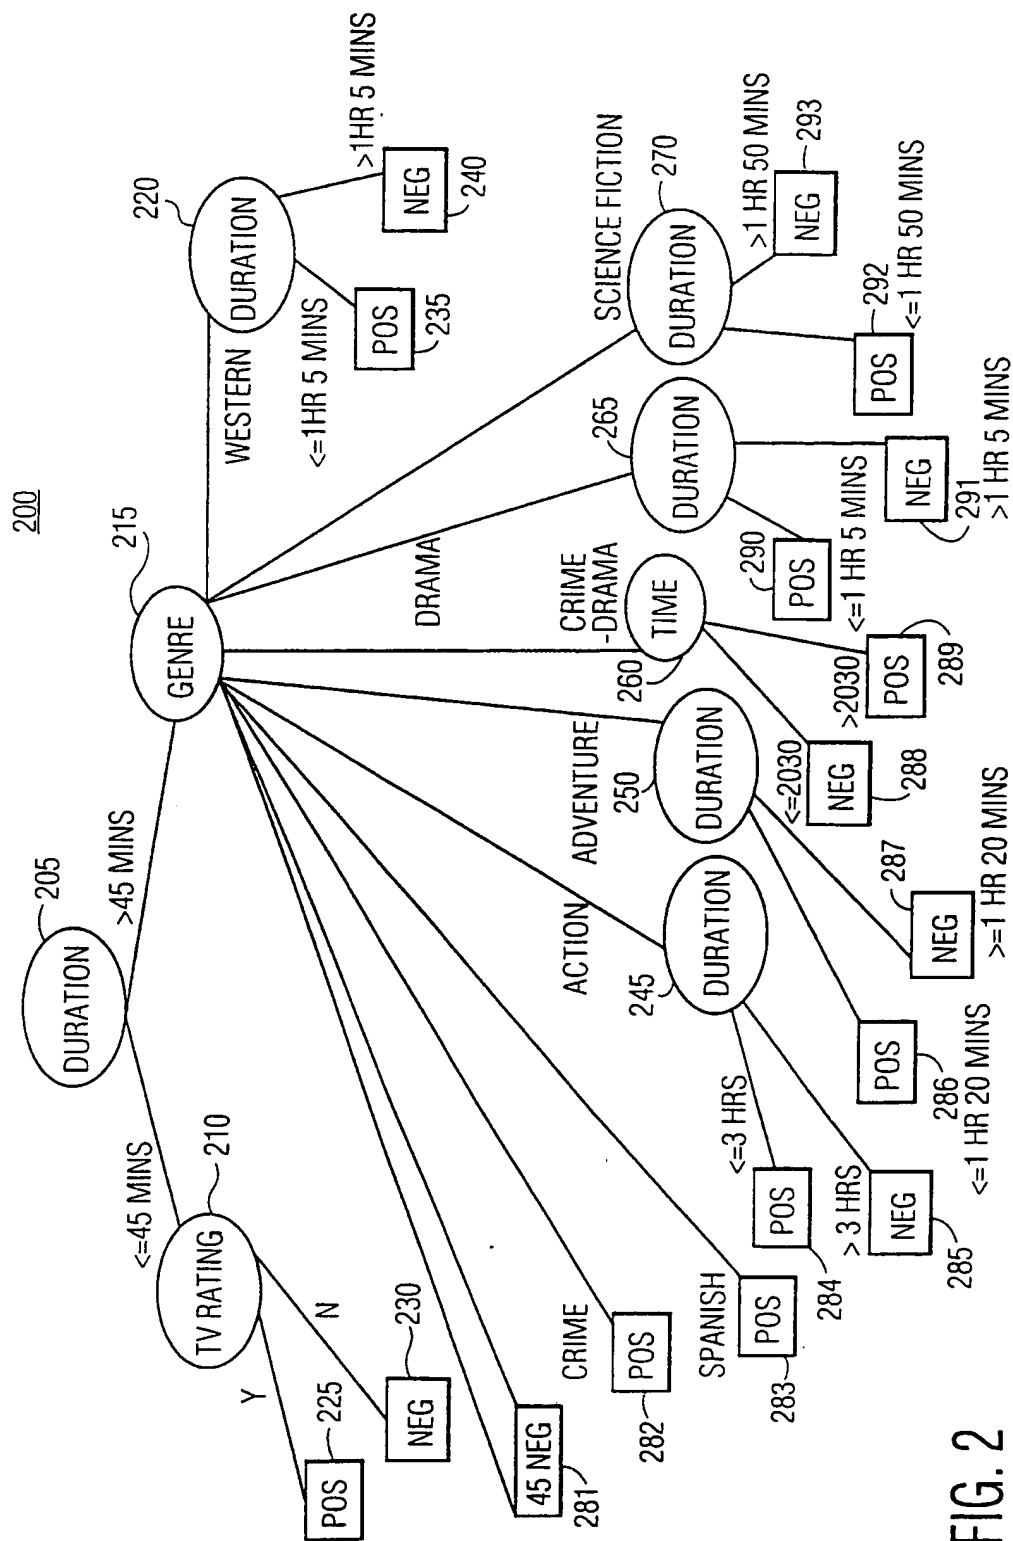 200
DURATION
205
<=45 MINS
>45 MINS
TV RATING
210
GENRE
215
Y
N
POS
225
NEG
230
WESTERN
DURATION
220
<=1HR 5 MINS
>1HR 5 MINS
POS
235
NEG
240
45 NEG
281
CRIME
POS
282
SPANISH
POS
283
ACTION
DURATION
245
<=3 HRS
POS
284
> 3 HRS
NEG
285
ADVENTURE
DURATION
250
POS
286
<=1 HR 20 MINS
NEG
287
>=1 HR 20 MINS
CRIME
-DRAMA
TIME
260
<=2030
NEG
288
>2030
POS
289
DRAMA
DURATION
265
POS
290
<=1 HR 5 MINS
NEG
291
>1 HR 5 MINS
SCIENCE FICTION
DURATION
270
POS
292
<=1 HR 50 MINS
>1 HR 50 MINS
NEG
293
FIG. 2